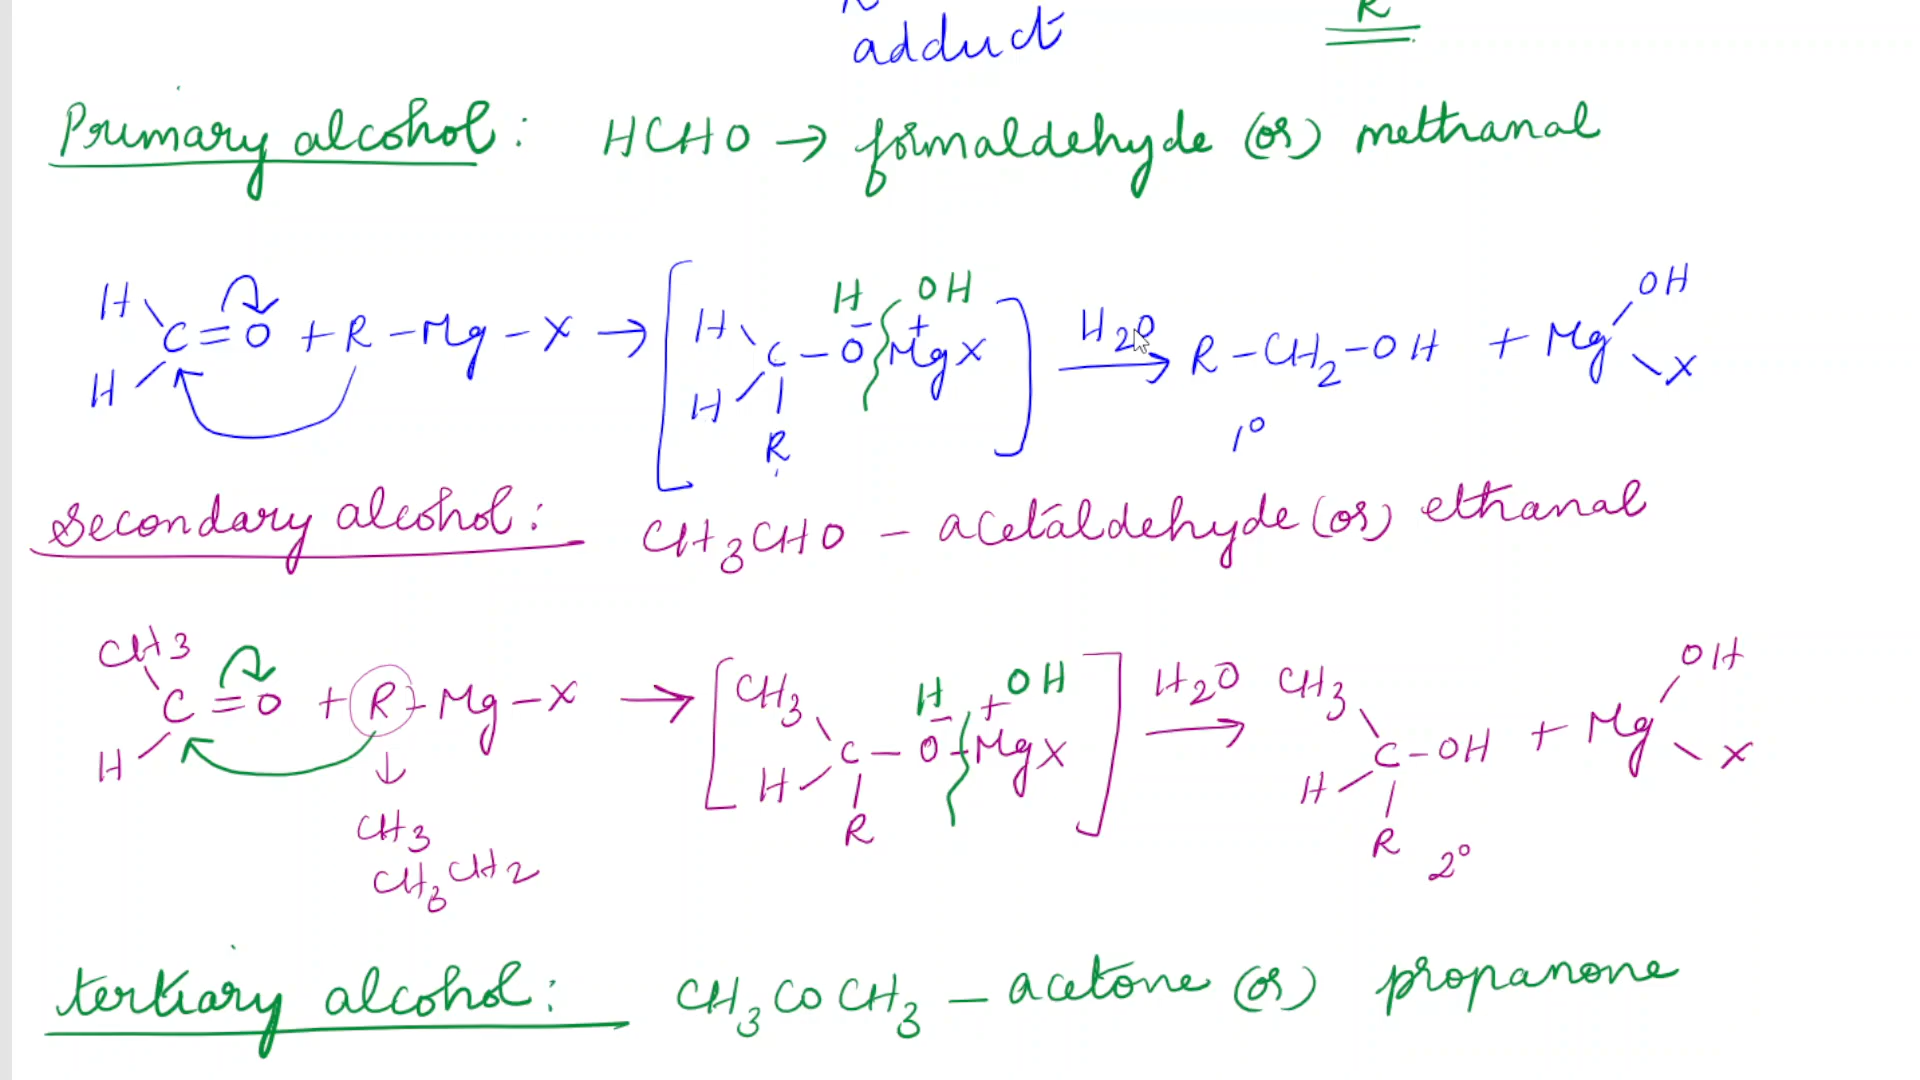 adduct
R
Primary alcohol : HCHO → formaldehyde (or) methanal
H
H OH
OH
C=O + R-Mg-X → [ H C-O⁻ ⁺MgX ] H2O → R-CH2-OH + Mg
H
H
X
R
1°
Secondary alcohol : CH3CHO - acetaldehyde (or) ethanal
CH3
H OH
OH
C=O + R-Mg-X → [ CH3 C-O⁻ ⁺MgX ] H2O → CH3 C-OH + Mg
H
H
H
X
↓
R
R
2°
CH3
CH3CH2
tertiary alcohol : CH3COCH3 - acetone (or) propanone